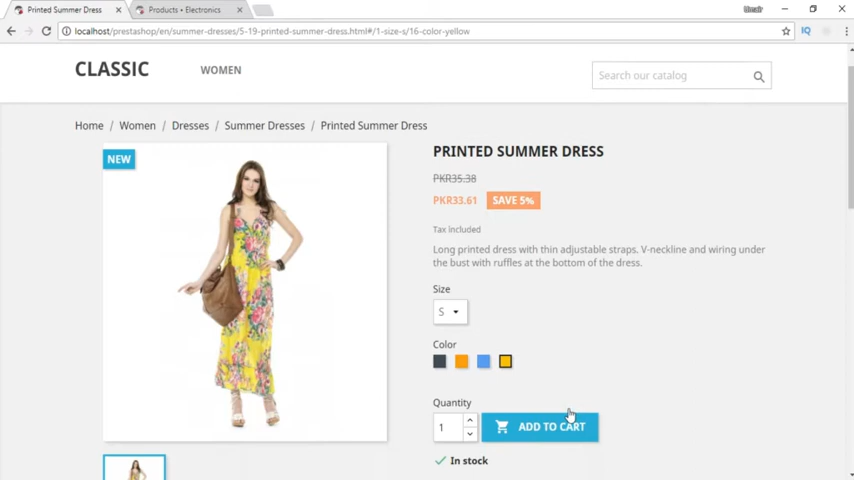 Printed Summer Dress
Products • Electronics
Umair
localhost/prestashop/en/summer-dresses/5-19-printed-summer-dress.html#/1-size-s/16-color-yellow
IQ
CLASSIC
WOMEN
Search our catalog
Home / Women / Dresses / Summer Dresses / Printed Summer Dress
NEW
PRINTED SUMMER DRESS
PKR35.38
PKR33.61 SAVE 5%
Tax included
Long printed dress with thin adjustable straps. V-neckline and wiring under
the bust with ruffles at the bottom of the dress.
Size
S
Color
Quantity
1
ADD TO CART
In stock